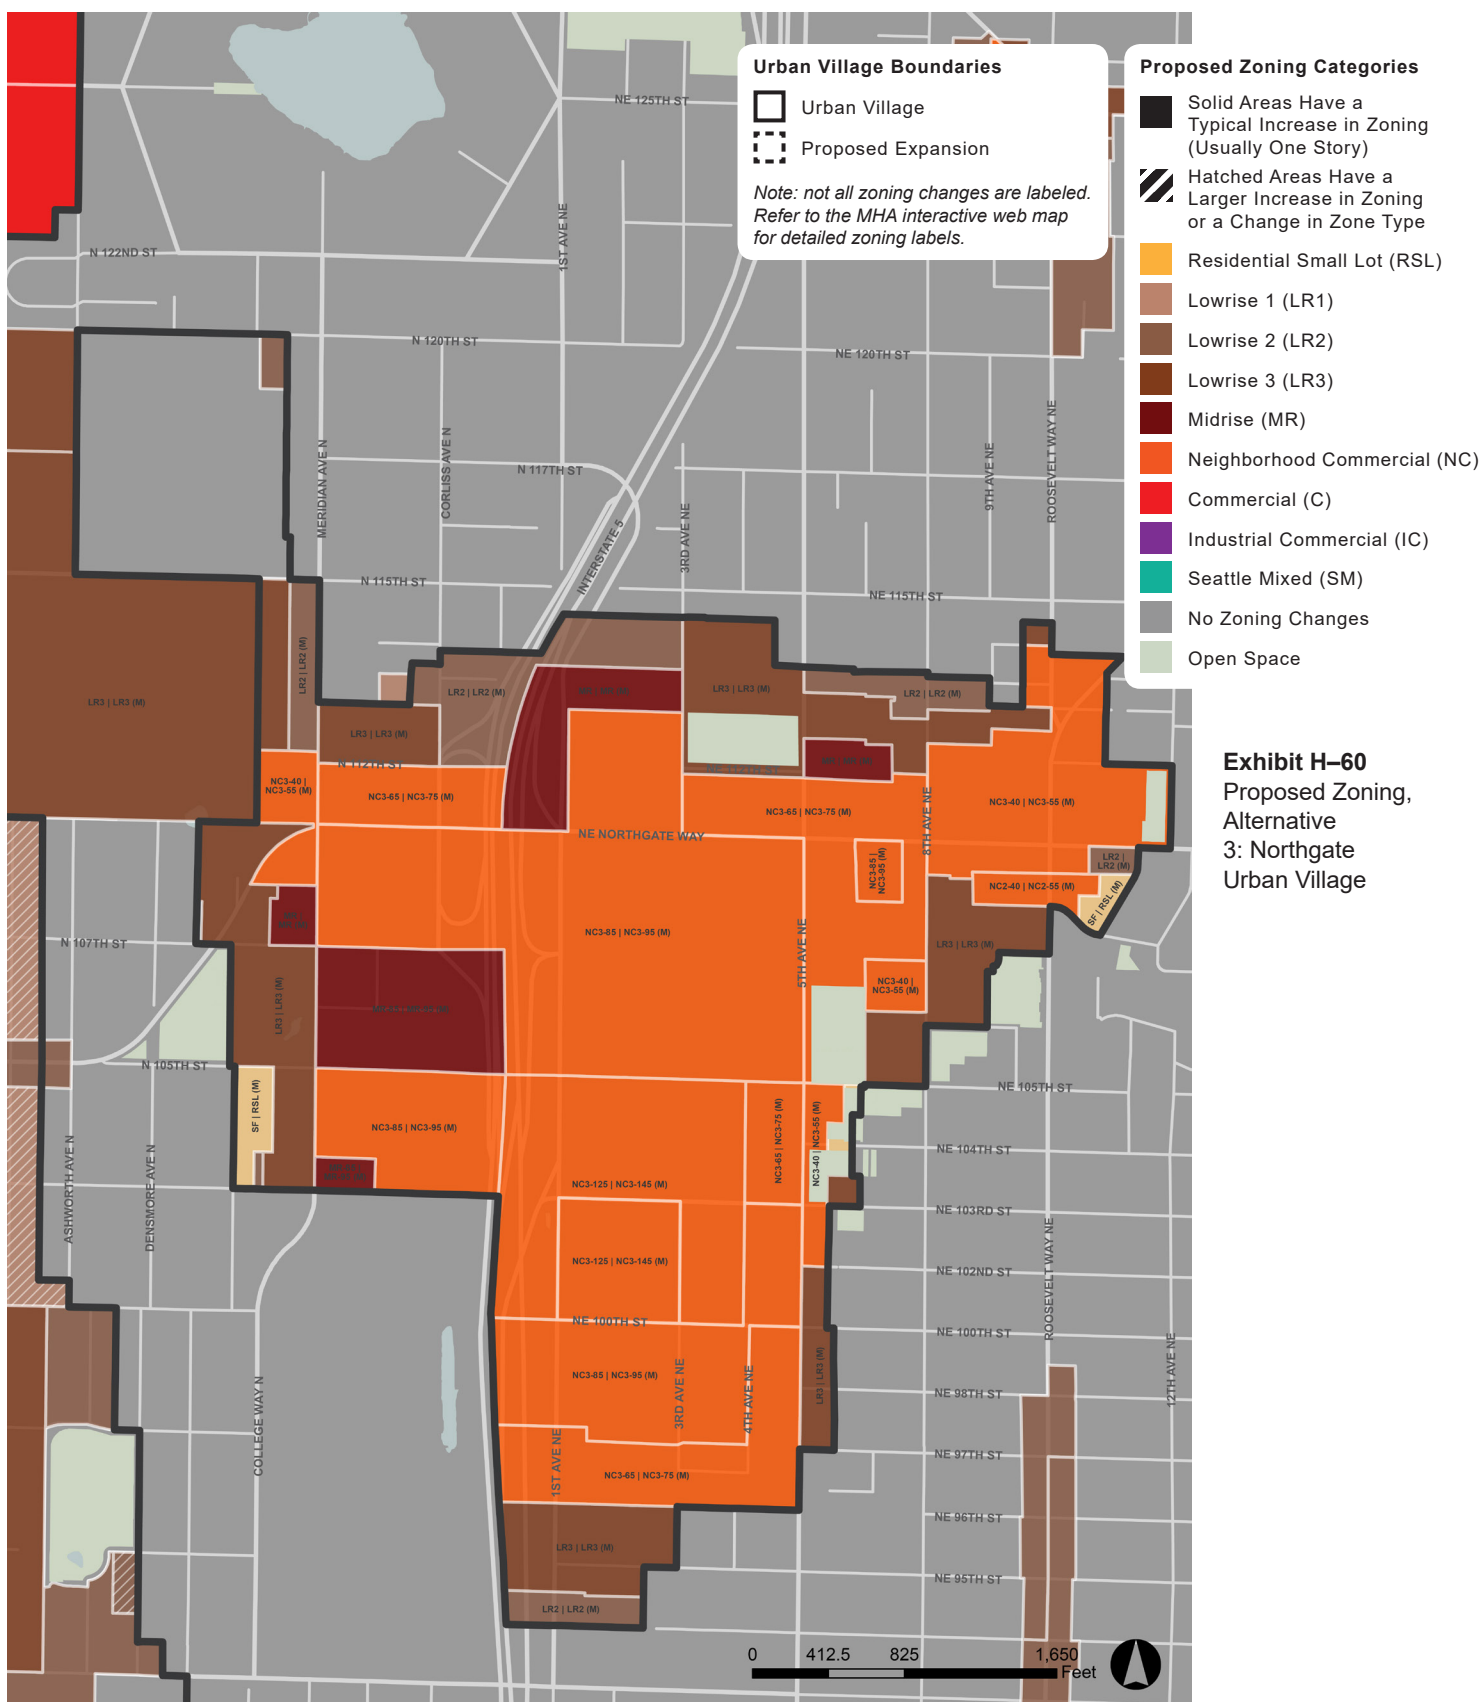 Urban Village Boundaries
Urban Village
Proposed Expansion
Note: not all zoning changes are labeled.
Refer to the MHA interactive web map
for detailed zoning labels.
Proposed Zoning Categories
Solid Areas Have a
Typical Increase in Zoning
(Usually One Story)
Hatched Areas Have a
Larger Increase in Zoning
or a Change in Zone Type
Residential Small Lot (RSL)
Lowrise 1 (LR1)
Lowrise 2 (LR2)
Lowrise 3 (LR3)
Midrise (MR)
Neighborhood Commercial (NC)
Commercial (C)
Industrial Commercial (IC)
Seattle Mixed (SM)
No Zoning Changes
Open Space
Exhibit H–60
Proposed Zoning,
Alternative
3: Northgate
Urban Village
NE 125TH ST
1ST AVE NE
N 122ND ST
N 120TH ST
NE 120TH ST
MERIDIAN AVE N
CORLISS AVE N
N 117TH ST
INTERSTATE 5
3RD AVE NE
9TH AVE NE
ROOSEVELT WAY NE
N 115TH ST
NE 115TH ST
LR3 | LR3 (M)
LR2 | LR2 (M)
LR2 | LR2 (M)
LR3 | LR3 (M)
LR2 | LR2 (M)
LR3 | LR3 (M)
N 112TH ST
NC3-40 |
NC3-55 (M)
NC3-65 | NC3-75 (M)
NC3-65 | NC3-75 (M)
NC3-40 | NC3-55 (M)
NE NORTHGATE WAY
8TH AVE NE
NC3-85 |
NC3-95 (M)
LR2 |
LR2 (M)
NC2-40 | NC2-55 (M)
SF | RSL (M)
N 107TH ST
NC3-85 | NC3-95 (M)
5TH AVE NE
LR3 | LR3 (M)
NC3-40 |
NC3-55 (M)
LR3 | LR3 (M)
N 105TH ST
NE 105TH ST
SF | RSL (M)
NC3-85 | NC3-95 (M)
NC3-65 | NC3-75 (M)
NC3-40 | NC3-55 (M)
NE 104TH ST
ASHWORTH AVE N
DENSMORE AVE N
NC3-125 | NC3-145 (M)
NE 103RD ST
NC3-125 | NC3-145 (M)
NE 102ND ST
ROOSEVELT WAY NE
NE 100TH ST
NE 100TH ST
12TH AVE NE
NC3-85 | NC3-95 (M)
3RD AVE NE
4TH AVE NE
LR3 | LR3 (M)
NE 98TH ST
COLLEGE WAY N
1ST AVE NE
NE 97TH ST
NC3-65 | NC3-75 (M)
NE 96TH ST
LR3 | LR3 (M)
NE 95TH ST
LR2 | LR2 (M)
0 412.5 825 1,650
Feet